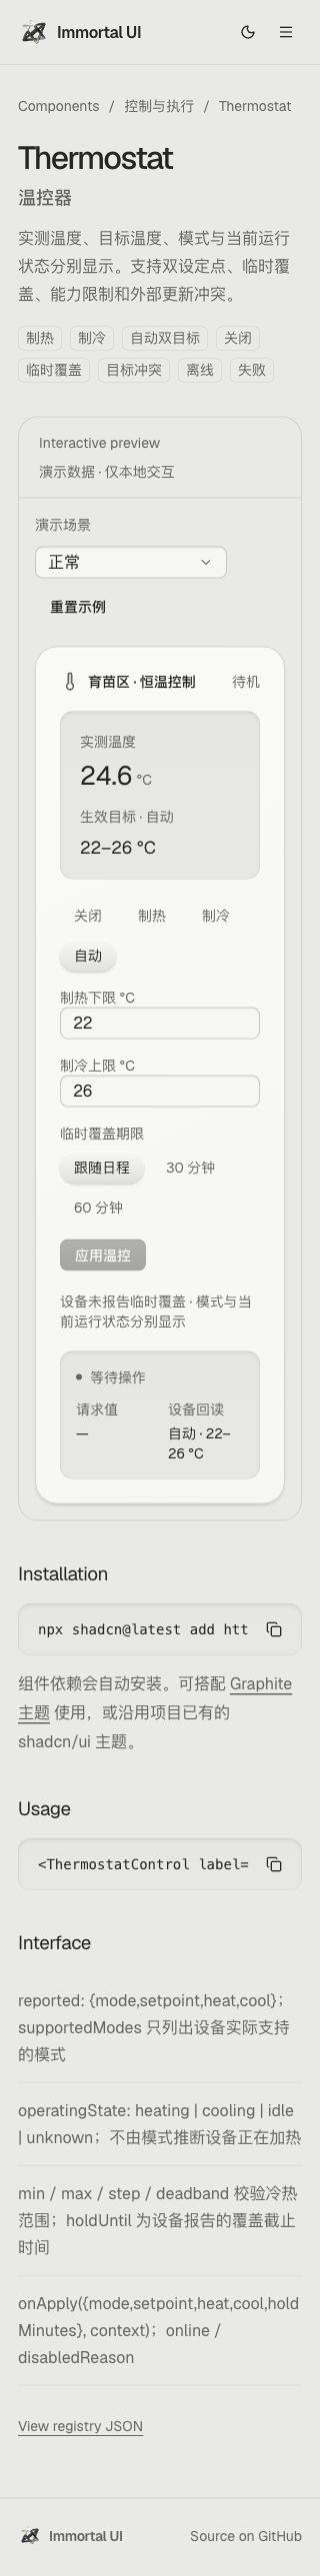 Immortal UI
Components / 控制与执行 / Thermostat
Thermostat
温控器
实测温度、目标温度、模式与当前运行
状态分别显示。支持双设定点、临时覆
盖、能力限制和外部更新冲突。
制热 制冷 自动双目标 关闭
临时覆盖 目标冲突 离线 失败
Interactive preview
演示数据 · 仅本地交互
演示场景
正常
重置示例
育苗区 · 恒温控制 待机
实测温度
24.6 °C
生效目标 · 自动
22–26 °C
关闭 制热 制冷
自动
制热下限 °C
22
制冷上限 °C
26
临时覆盖期限
跟随日程 30 分钟
60 分钟
应用温控
设备未报告临时覆盖 · 模式与当
前运行状态分别显示
等待操作
请求值 设备回读
— 自动 · 22–
26 °C
Installation
npx shadcn@latest add htt
组件依赖会自动安装。可搭配 Graphite
主题 使用，或沿用项目已有的
shadcn/ui 主题。
Usage
<ThermostatControl label=
Interface
reported: {mode,setpoint,heat,cool}；
supportedModes 只列出设备实际支持
的模式
operatingState: heating | cooling | idle
| unknown；不由模式推断设备正在加热
min / max / step / deadband 校验冷热
范围；holdUntil 为设备报告的覆盖截止
时间
onApply({mode,setpoint,heat,cool,hold
Minutes}, context)；online /
disabledReason
View registry JSON
Immortal UI Source on GitHub